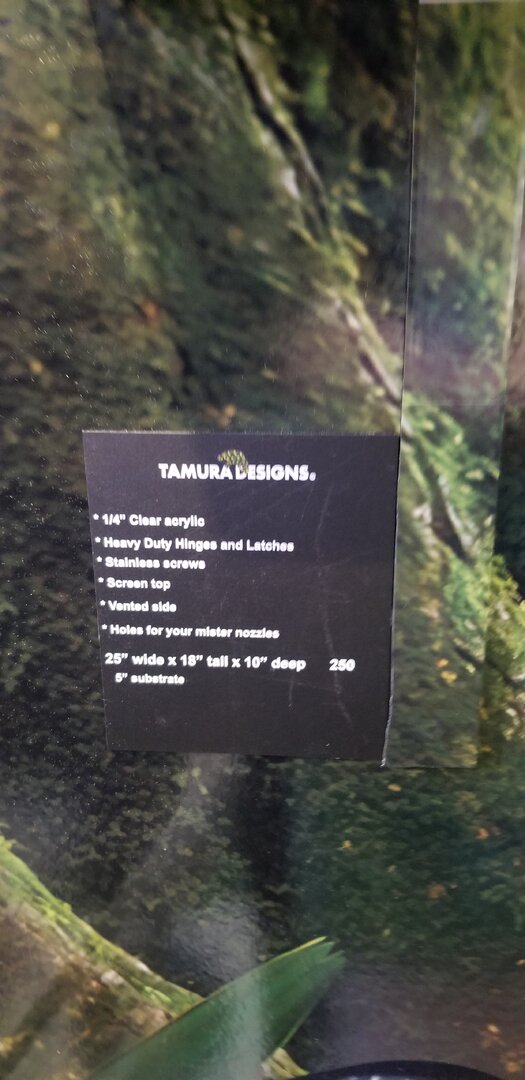 TAMURA DESIGNS®
* 1/4" Clear acrylic
* Heavy Duty Hinges and Latches
* Stainless screws
* Screen top
* Vented side
* Holes for your mister nozzles
25" wide x 18" tall x 10" deep 250
5" substrate